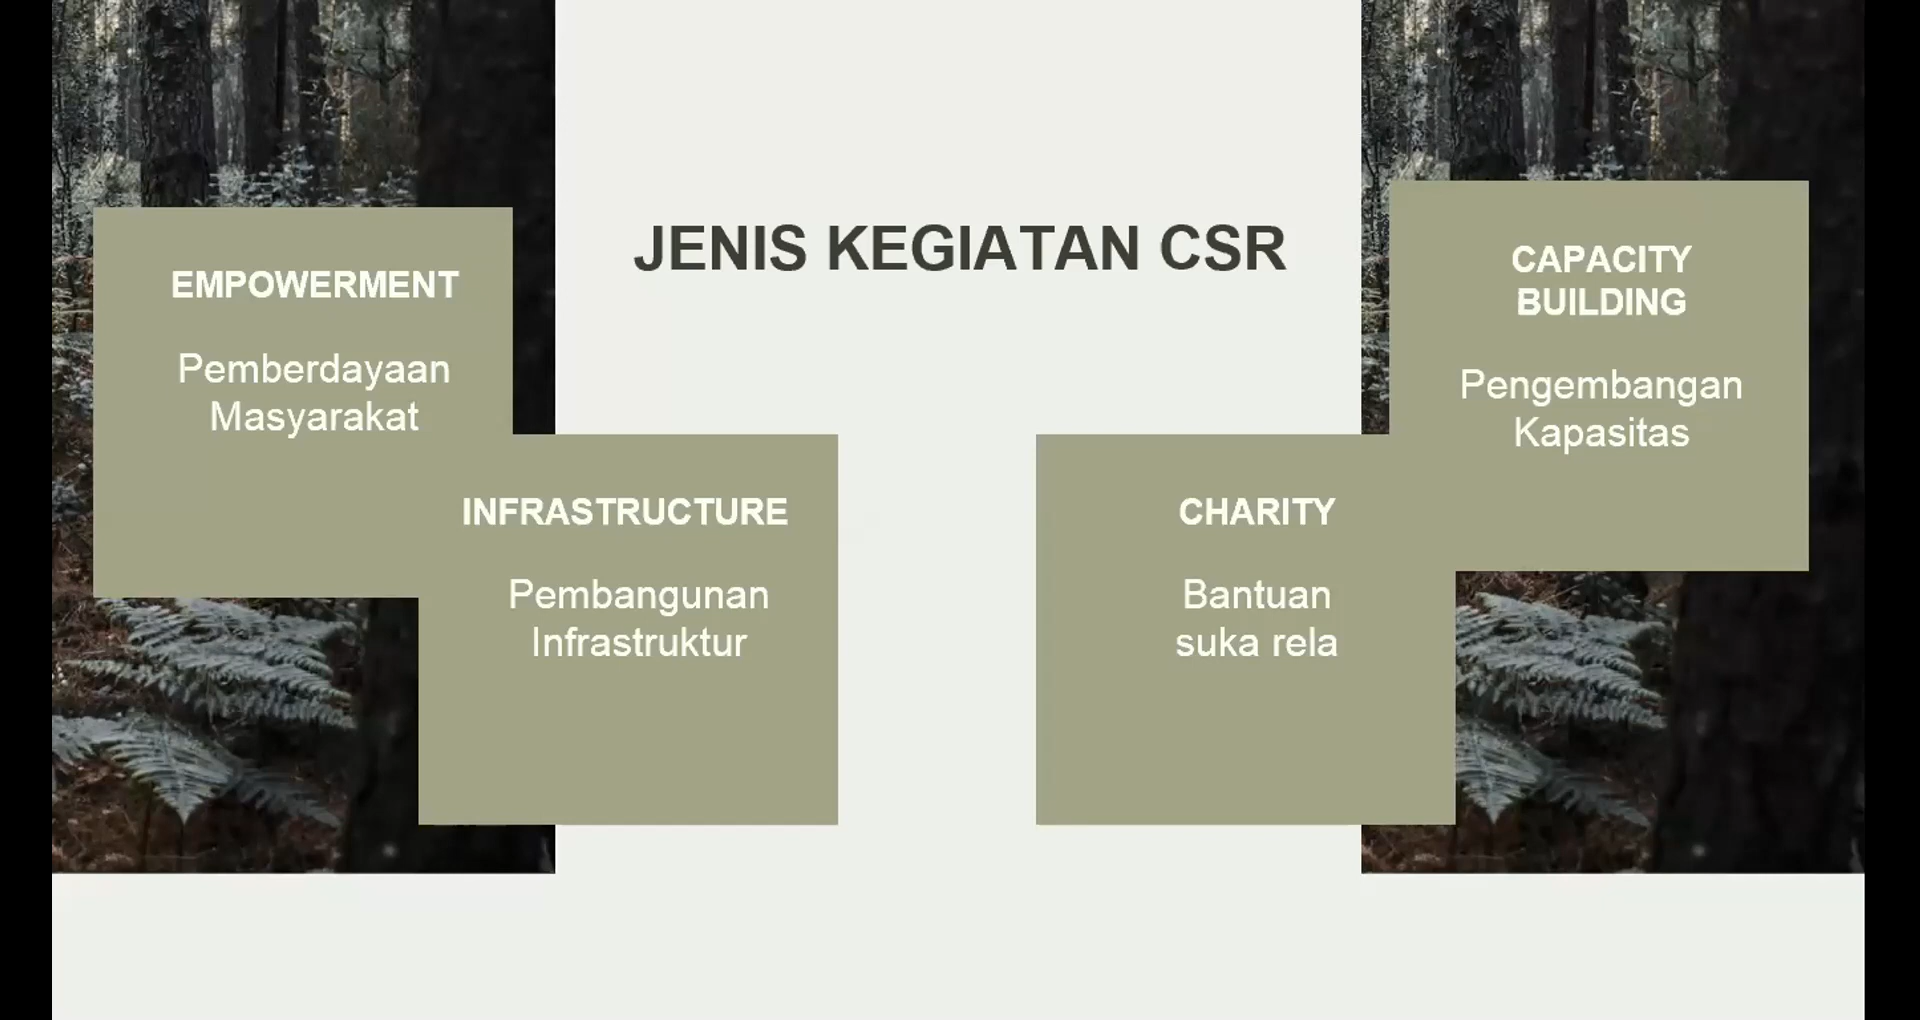 JENIS KEGIATAN CSR
EMPOWERMENT
Pemberdayaan
Masyarakat
INFRASTRUCTURE
Pembangunan
Infrastruktur
CHARITY
Bantuan
suka rela
CAPACITY
BUILDING
Pengembangan
Kapasitas